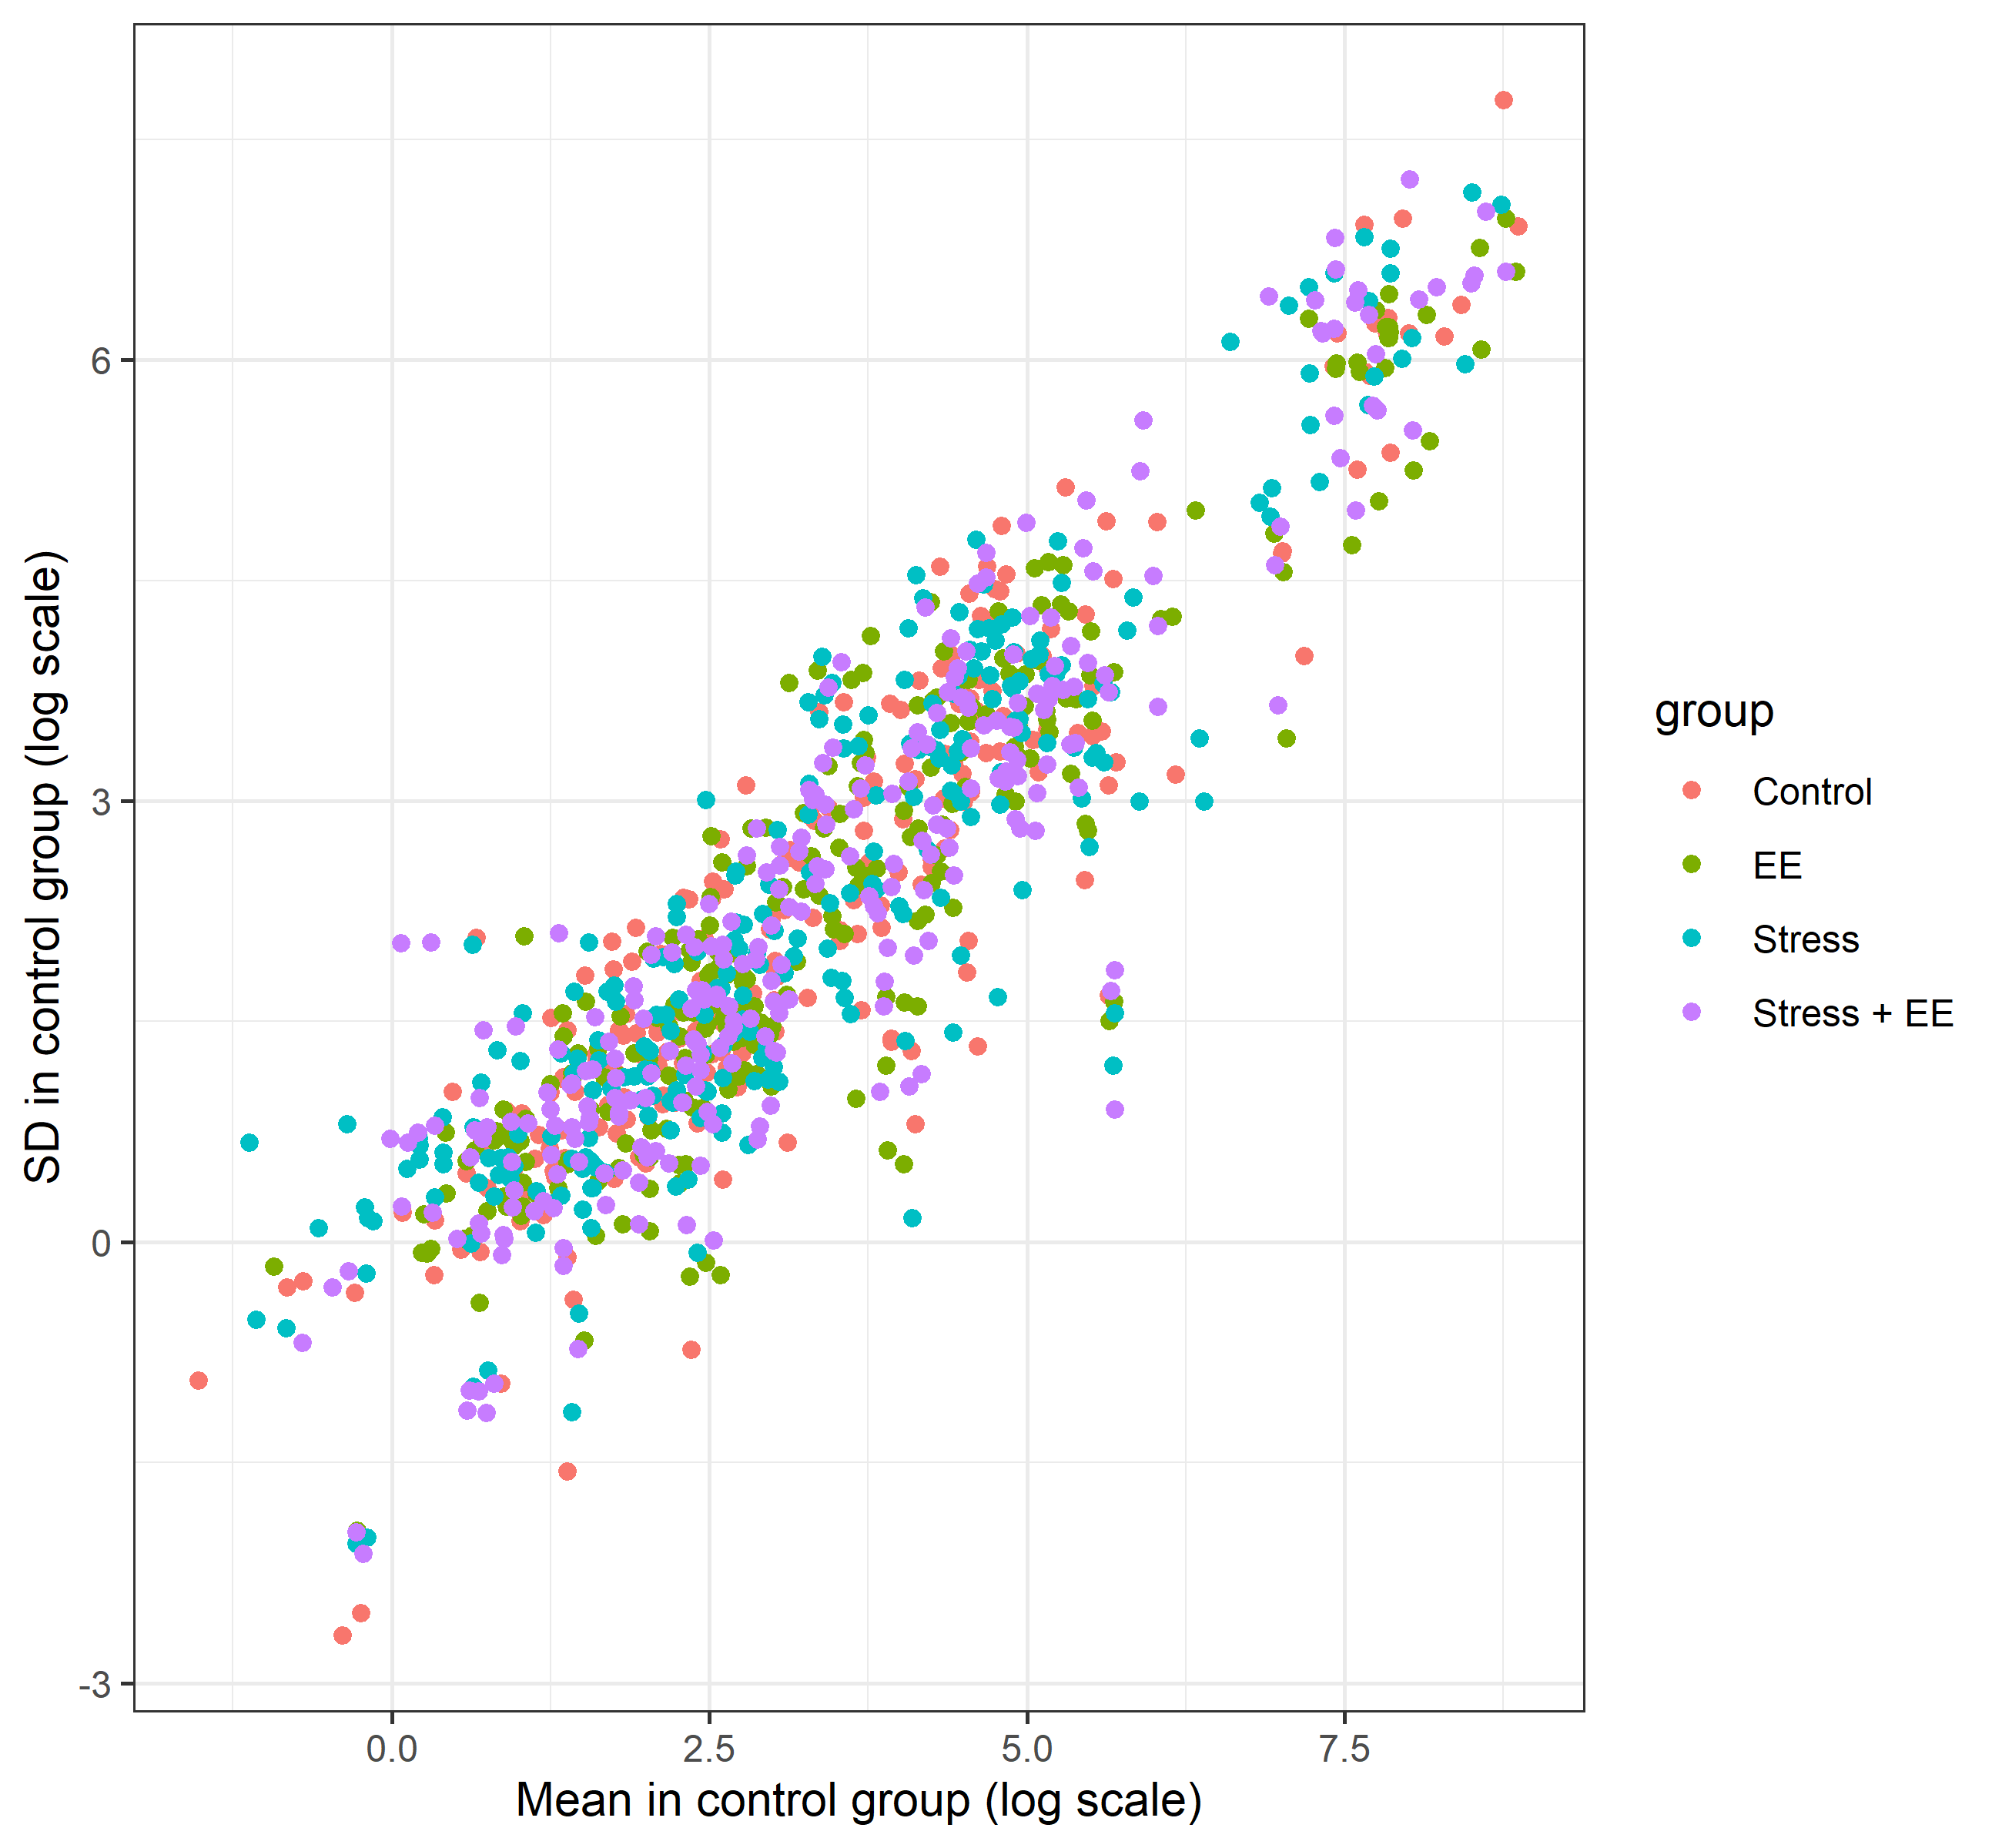 6
3
0
-3
0.0 2.5 5.0 7.5
Mean in control group (log scale)
SD in control group (log scale)
group
Control
EE
Stress
Stress + EE